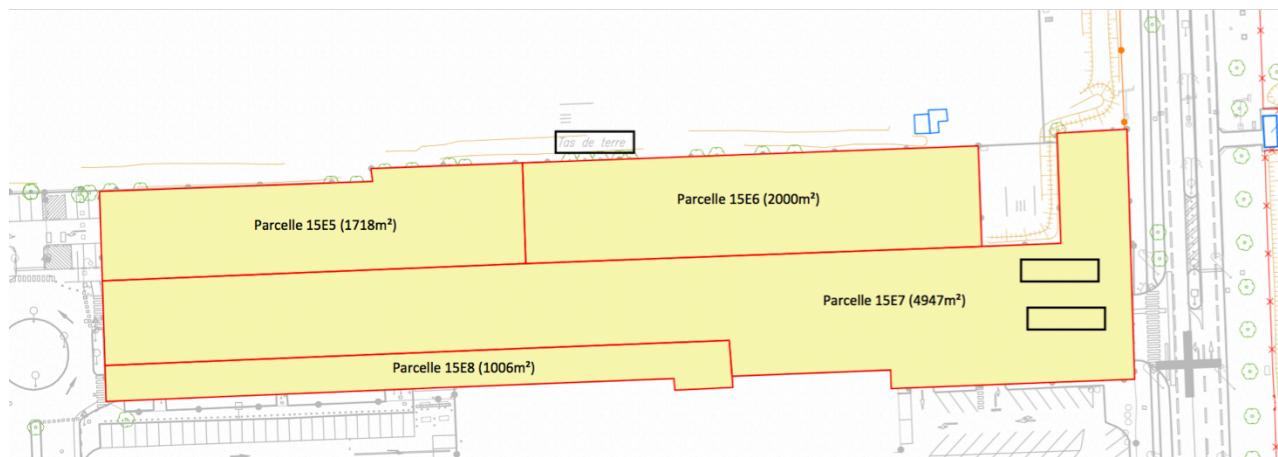 Tas de terre
Parcelle 15E5 (1718m²)
Parcelle 15E6 (2000m²)
Parcelle 15E7 (4947m²)
Parcelle 15E8 (1006m²)